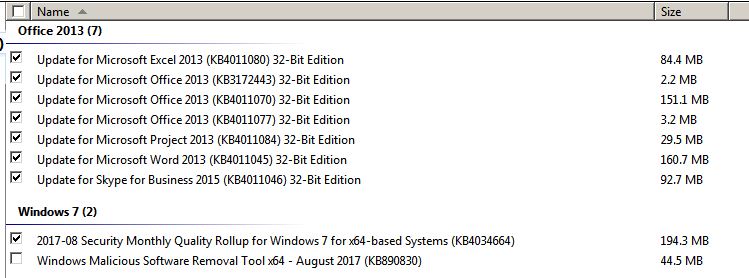 Name Size
Office 2013 (7)
Update for Microsoft Excel 2013 (KB4011080) 32-Bit Edition 84.4 MB
Update for Microsoft Office 2013 (KB3172443) 32-Bit Edition 2.2 MB
Update for Microsoft Office 2013 (KB4011070) 32-Bit Edition 151.1 MB
Update for Microsoft Office 2013 (KB4011077) 32-Bit Edition 3.2 MB
Update for Microsoft Project 2013 (KB4011084) 32-Bit Edition 29.5 MB
Update for Microsoft Word 2013 (KB4011045) 32-Bit Edition 160.7 MB
Update for Skype for Business 2015 (KB4011046) 32-Bit Edition 92.7 MB
Windows 7 (2)
2017-08 Security Monthly Quality Rollup for Windows 7 for x64-based Systems (KB4034664) 194.3 MB
Windows Malicious Software Removal Tool x64 - August 2017 (KB890830) 44.5 MB